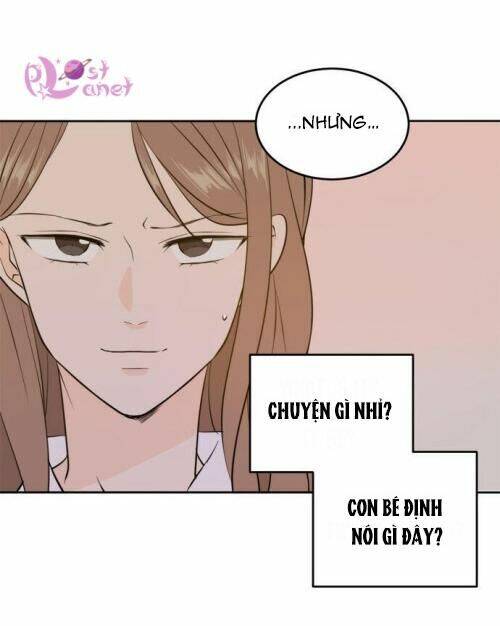 Lost
Planet
...NHƯNG...
CHUYỆN GÌ NHỈ?
CON BÉ ĐỊNH
NÓI GÌ ĐÂY?